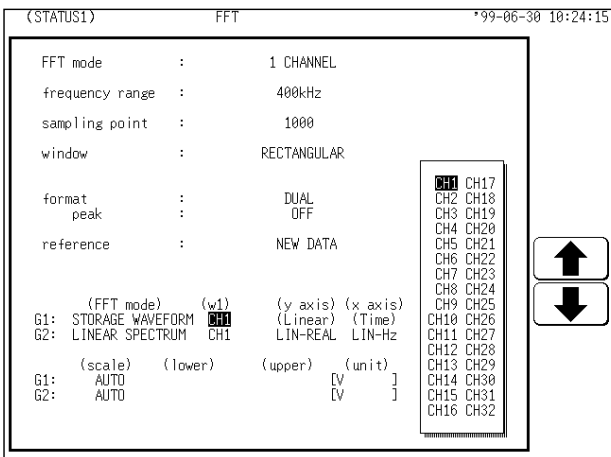 (STATUS1) FFT '99-06-30 10:24:15
FFT mode : 1 CHANNEL
frequency range : 400kHz
sampling point : 1000
window : RECTANGULAR
format : DUAL
peak : OFF
reference : NEW DATA
(FFT mode) (w1) (y axis) (x axis)
G1: STORAGE WAVEFORM CH1 (Linear) (Time)
G2: LINEAR SPECTRUM CH1 LIN-REAL LIN-Hz
(scale) (lower) (upper) (unit)
G1: AUTO [V ]
G2: AUTO [V ]
CH1 CH17
CH2 CH18
CH3 CH19
CH4 CH20
CH5 CH21
CH6 CH22
CH7 CH23
CH8 CH24
CH9 CH25
CH10 CH26
CH11 CH27
CH12 CH28
CH13 CH29
CH14 CH30
CH15 CH31
CH16 CH32